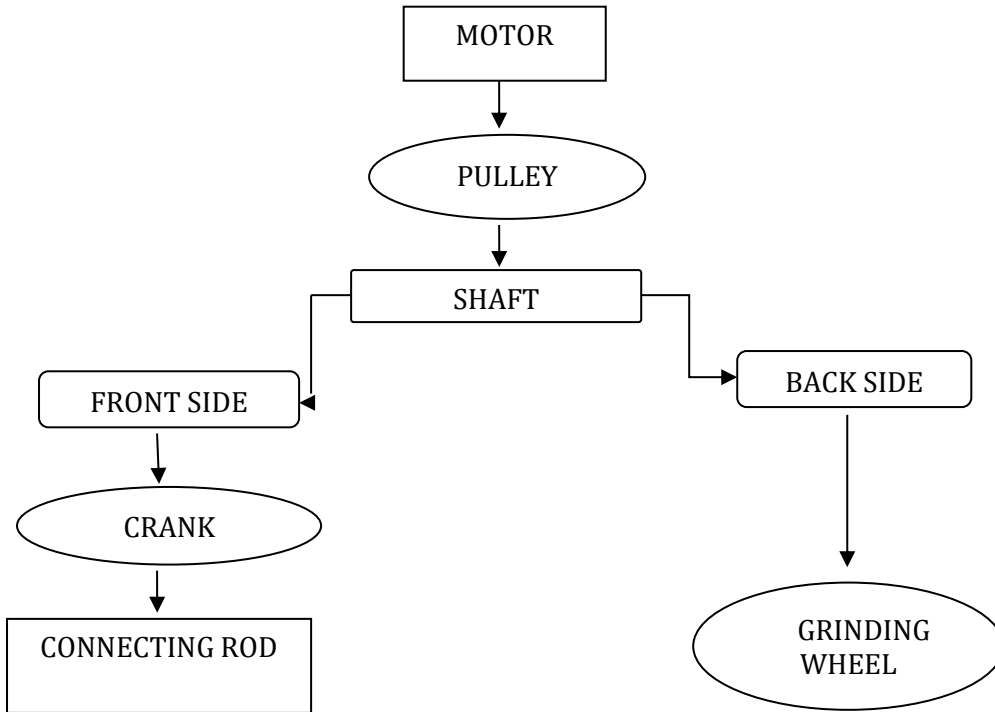 MOTOR
PULLEY
SHAFT
FRONT SIDE
BACK SIDE
CRANK
CONNECTING ROD
GRINDING
WHEEL